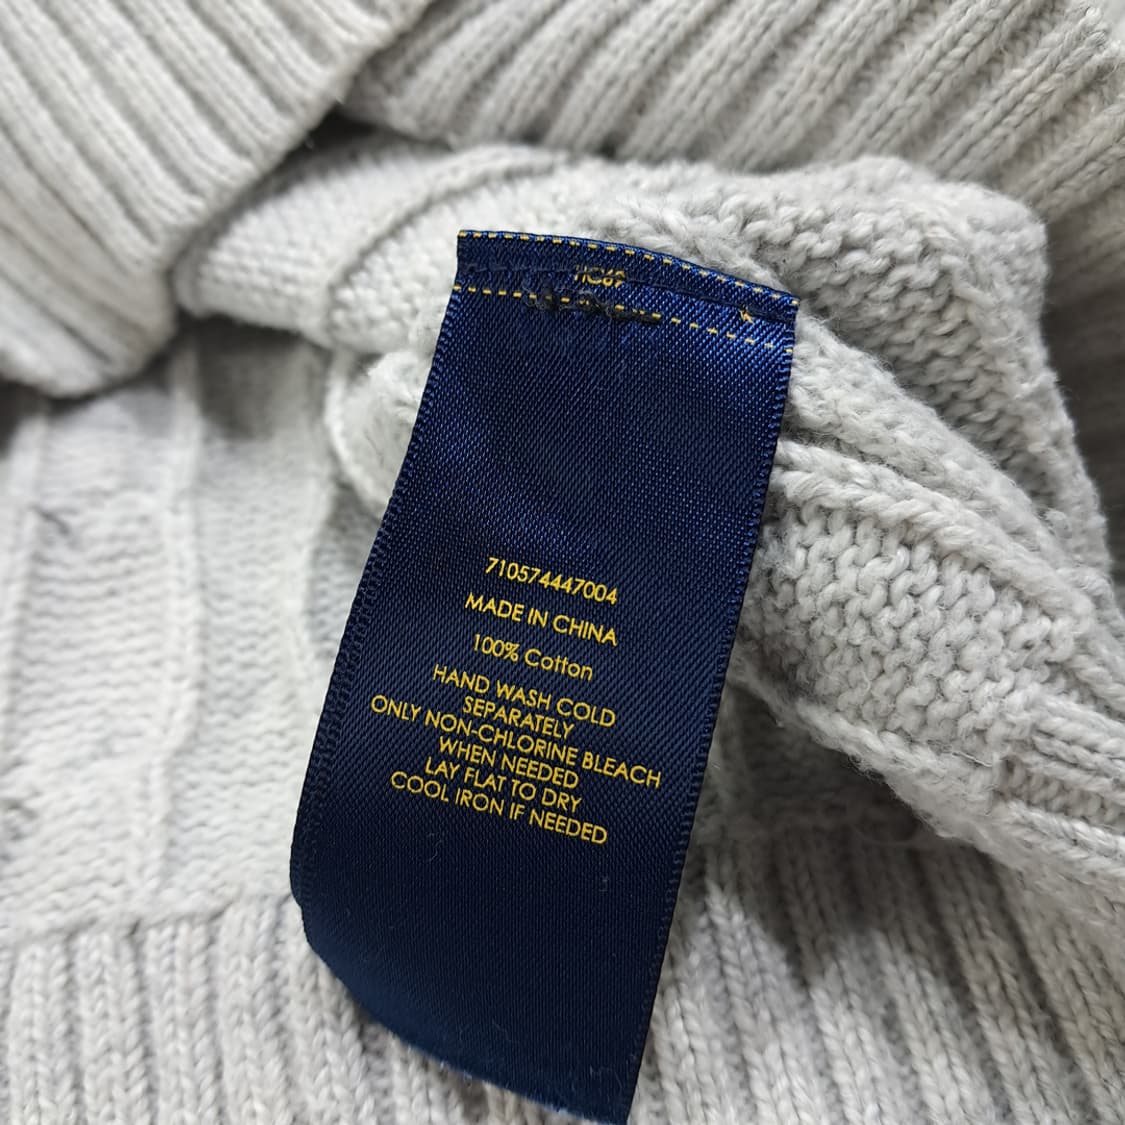 710574447004
MADE IN CHINA
100% Cotton
HAND WASH COLD
SEPARATELY
ONLY NON-CHLORINE BLEACH
WHEN NEEDED
LAY FLAT TO DRY
COOL IRON IF NEEDED